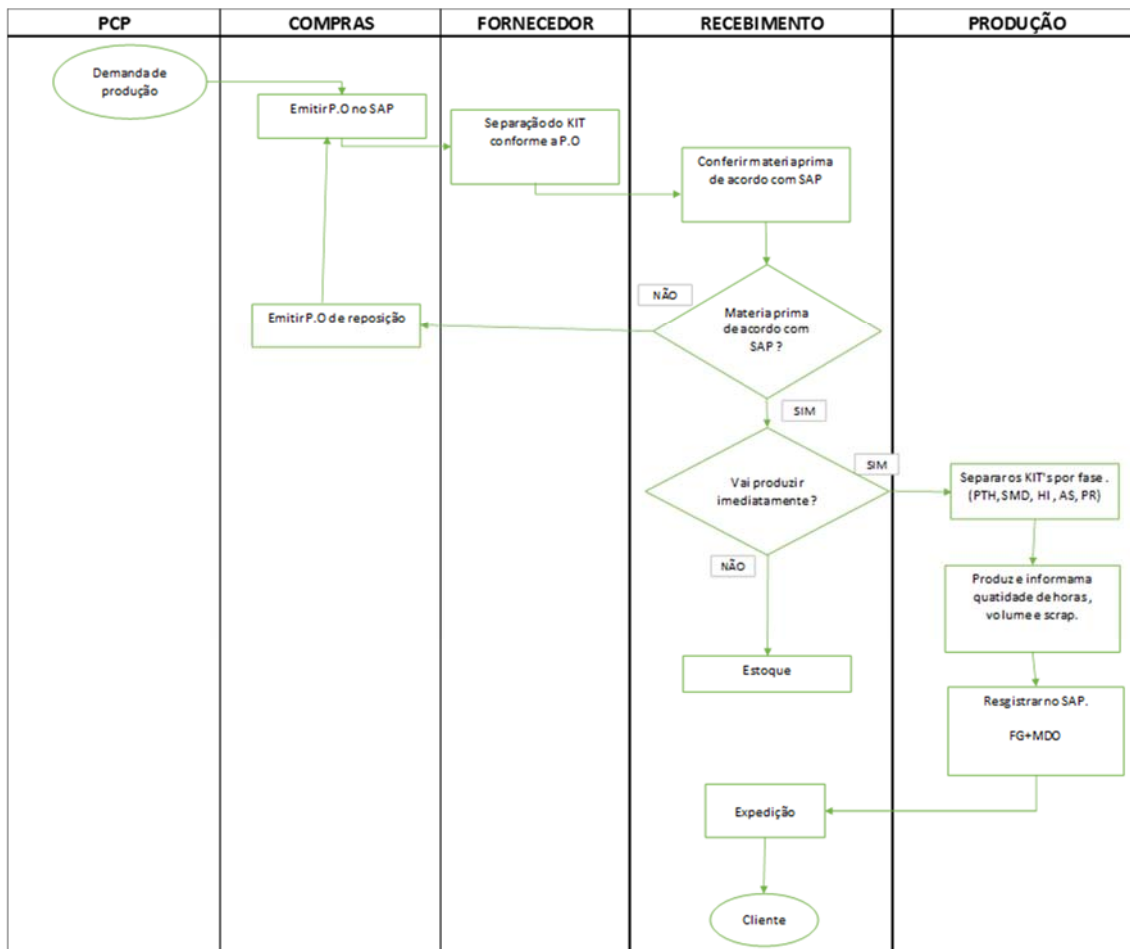 PCP
COMPRAS
FORNECEDOR
RECEBIMENTO
PRODUÇÃO
Demanda de
produção
Emitir P.O no SAP
Separação do KIT
conforme a P.O
Conferir materia prima
de acordo com SAP
NÃO
Materia prima
de acordo com
SAP ?
Emitir P.O de reposição
SIM
Vai produzir
imediatamente ?
SIM
Separar os KIT's por fase .
(PTH, SMD, HI , AS, PR)
NÃO
Produz e informam a
quatidade de horas ,
volume e scrap.
Estoque
Resgistrar no SAP.
FG+MDO
Expedição
Cliente